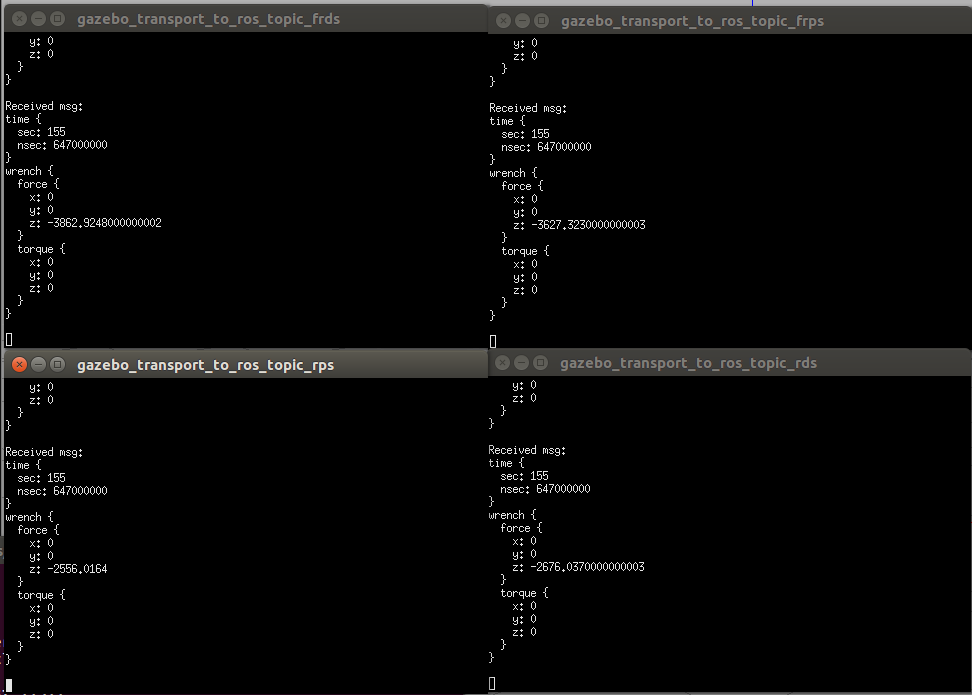 gazebo_transport_to_ros_topic_frds
y: 0
z: 0
}
}
Received msg:
time {
sec: 155
nsec: 647000000
}
wrench {
force {
x: 0
y: 0
z: -3862.9248000000002
}
torque {
x: 0
y: 0
z: 0
}
}
gazebo_transport_to_ros_topic_frps
y: 0
z: 0
}
}
Received msg:
time {
sec: 155
nsec: 647000000
}
wrench {
force {
x: 0
y: 0
z: -3627.3230000000003
}
torque {
x: 0
y: 0
z: 0
}
}
gazebo_transport_to_ros_topic_rps
y: 0
z: 0
}
}
Received msg:
time {
sec: 155
nsec: 647000000
}
wrench {
force {
x: 0
y: 0
z: -2556.0164
}
torque {
x: 0
y: 0
z: 0
}
}
gazebo_transport_to_ros_topic_rds
y: 0
z: 0
}
}
Received msg:
time {
sec: 155
nsec: 647000000
}
wrench {
force {
x: 0
y: 0
z: -2676.0370000000003
}
torque {
x: 0
y: 0
z: 0
}
}